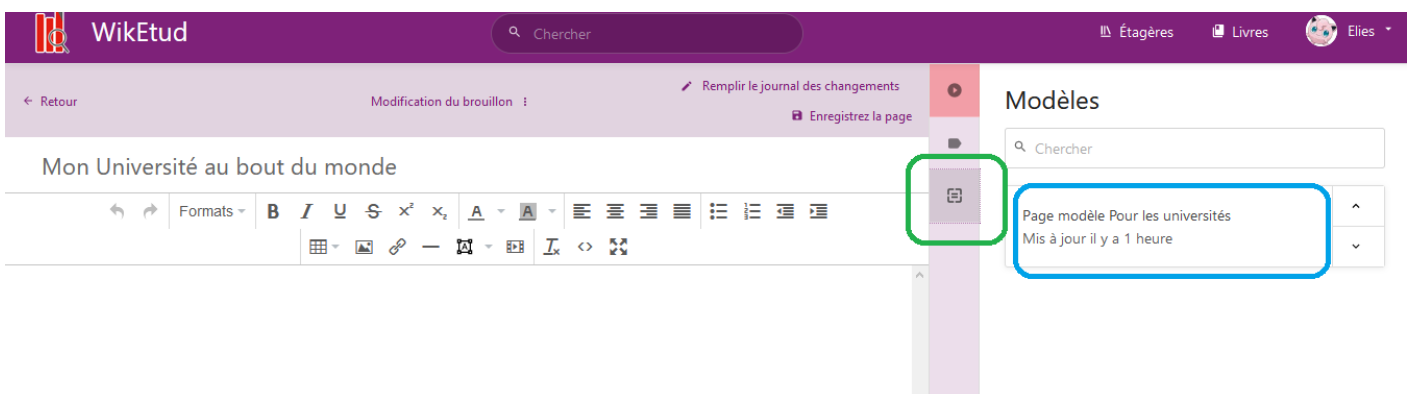 WikEtud
Chercher
Étagères
Livres
Elies
Retour
Modification du brouillon
Remplir le journal des changements
Enregistrez la page
Modèles
Chercher
Mon Université au bout du monde
Formats
Page modèle Pour les universités
Mis à jour il y a 1 heure